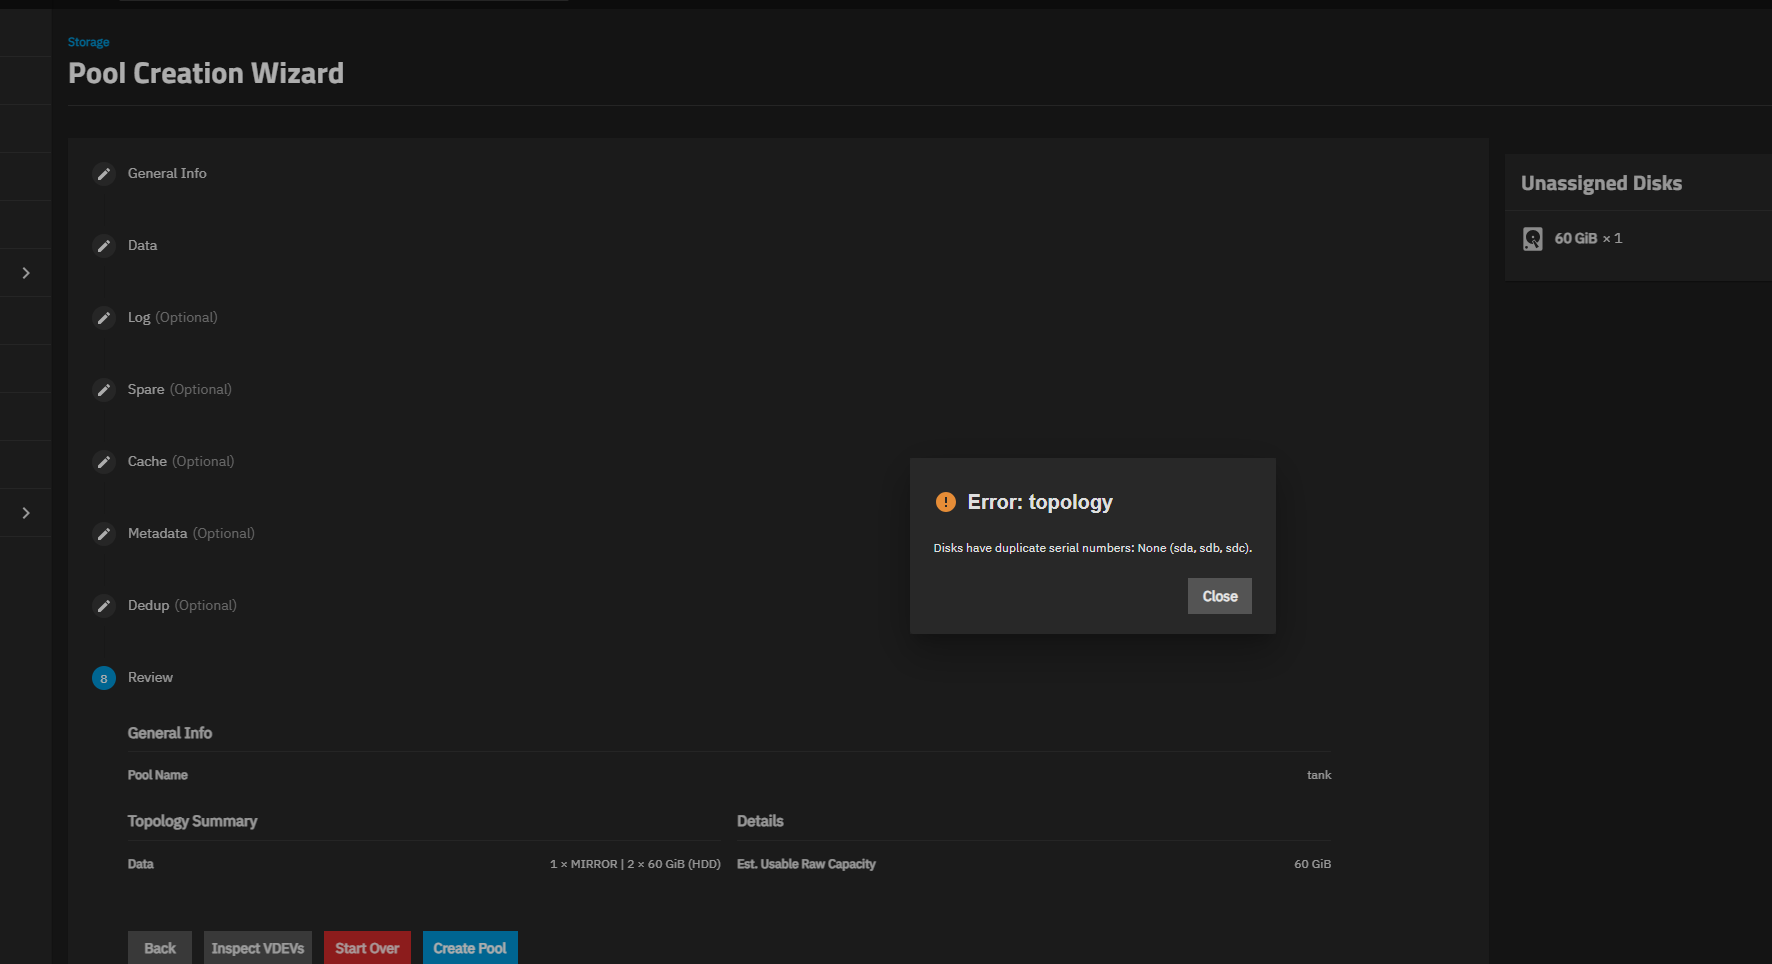 Storage
Pool Creation Wizard
General Info
Data
Log (Optional)
Spare (Optional)
Cache (Optional)
Metadata (Optional)
Dedup (Optional)
8 Review
General Info
Pool Name tank
Topology Summary
Data 1 × MIRROR | 2 × 60 GiB (HDD)
Details
Est. Usable Raw Capacity 60 GiB
Back Inspect VDEVs Start Over Create Pool
Unassigned Disks
60 GiB × 1
Error: topology
Disks have duplicate serial numbers: None (sda, sdb, sdc).
Close